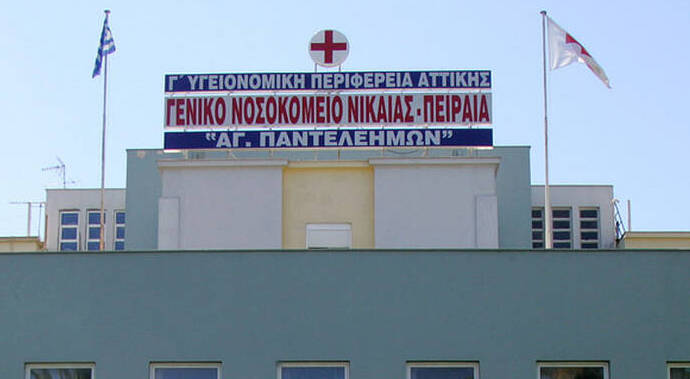 Γ΄ ΥΓΕΙΟΝΟΜΙΚΗ ΠΕΡΙΦΕΡΕΙΑ ΑΤΤΙΚΗΣ
ΓΕΝΙΚΟ ΝΟΣΟΚΟΜΕΙΟ ΝΙΚΑΙΑΣ-ΠΕΙΡΑΙΑ
“ΑΓ. ΠΑΝΤΕΛΕΗΜΩΝ”